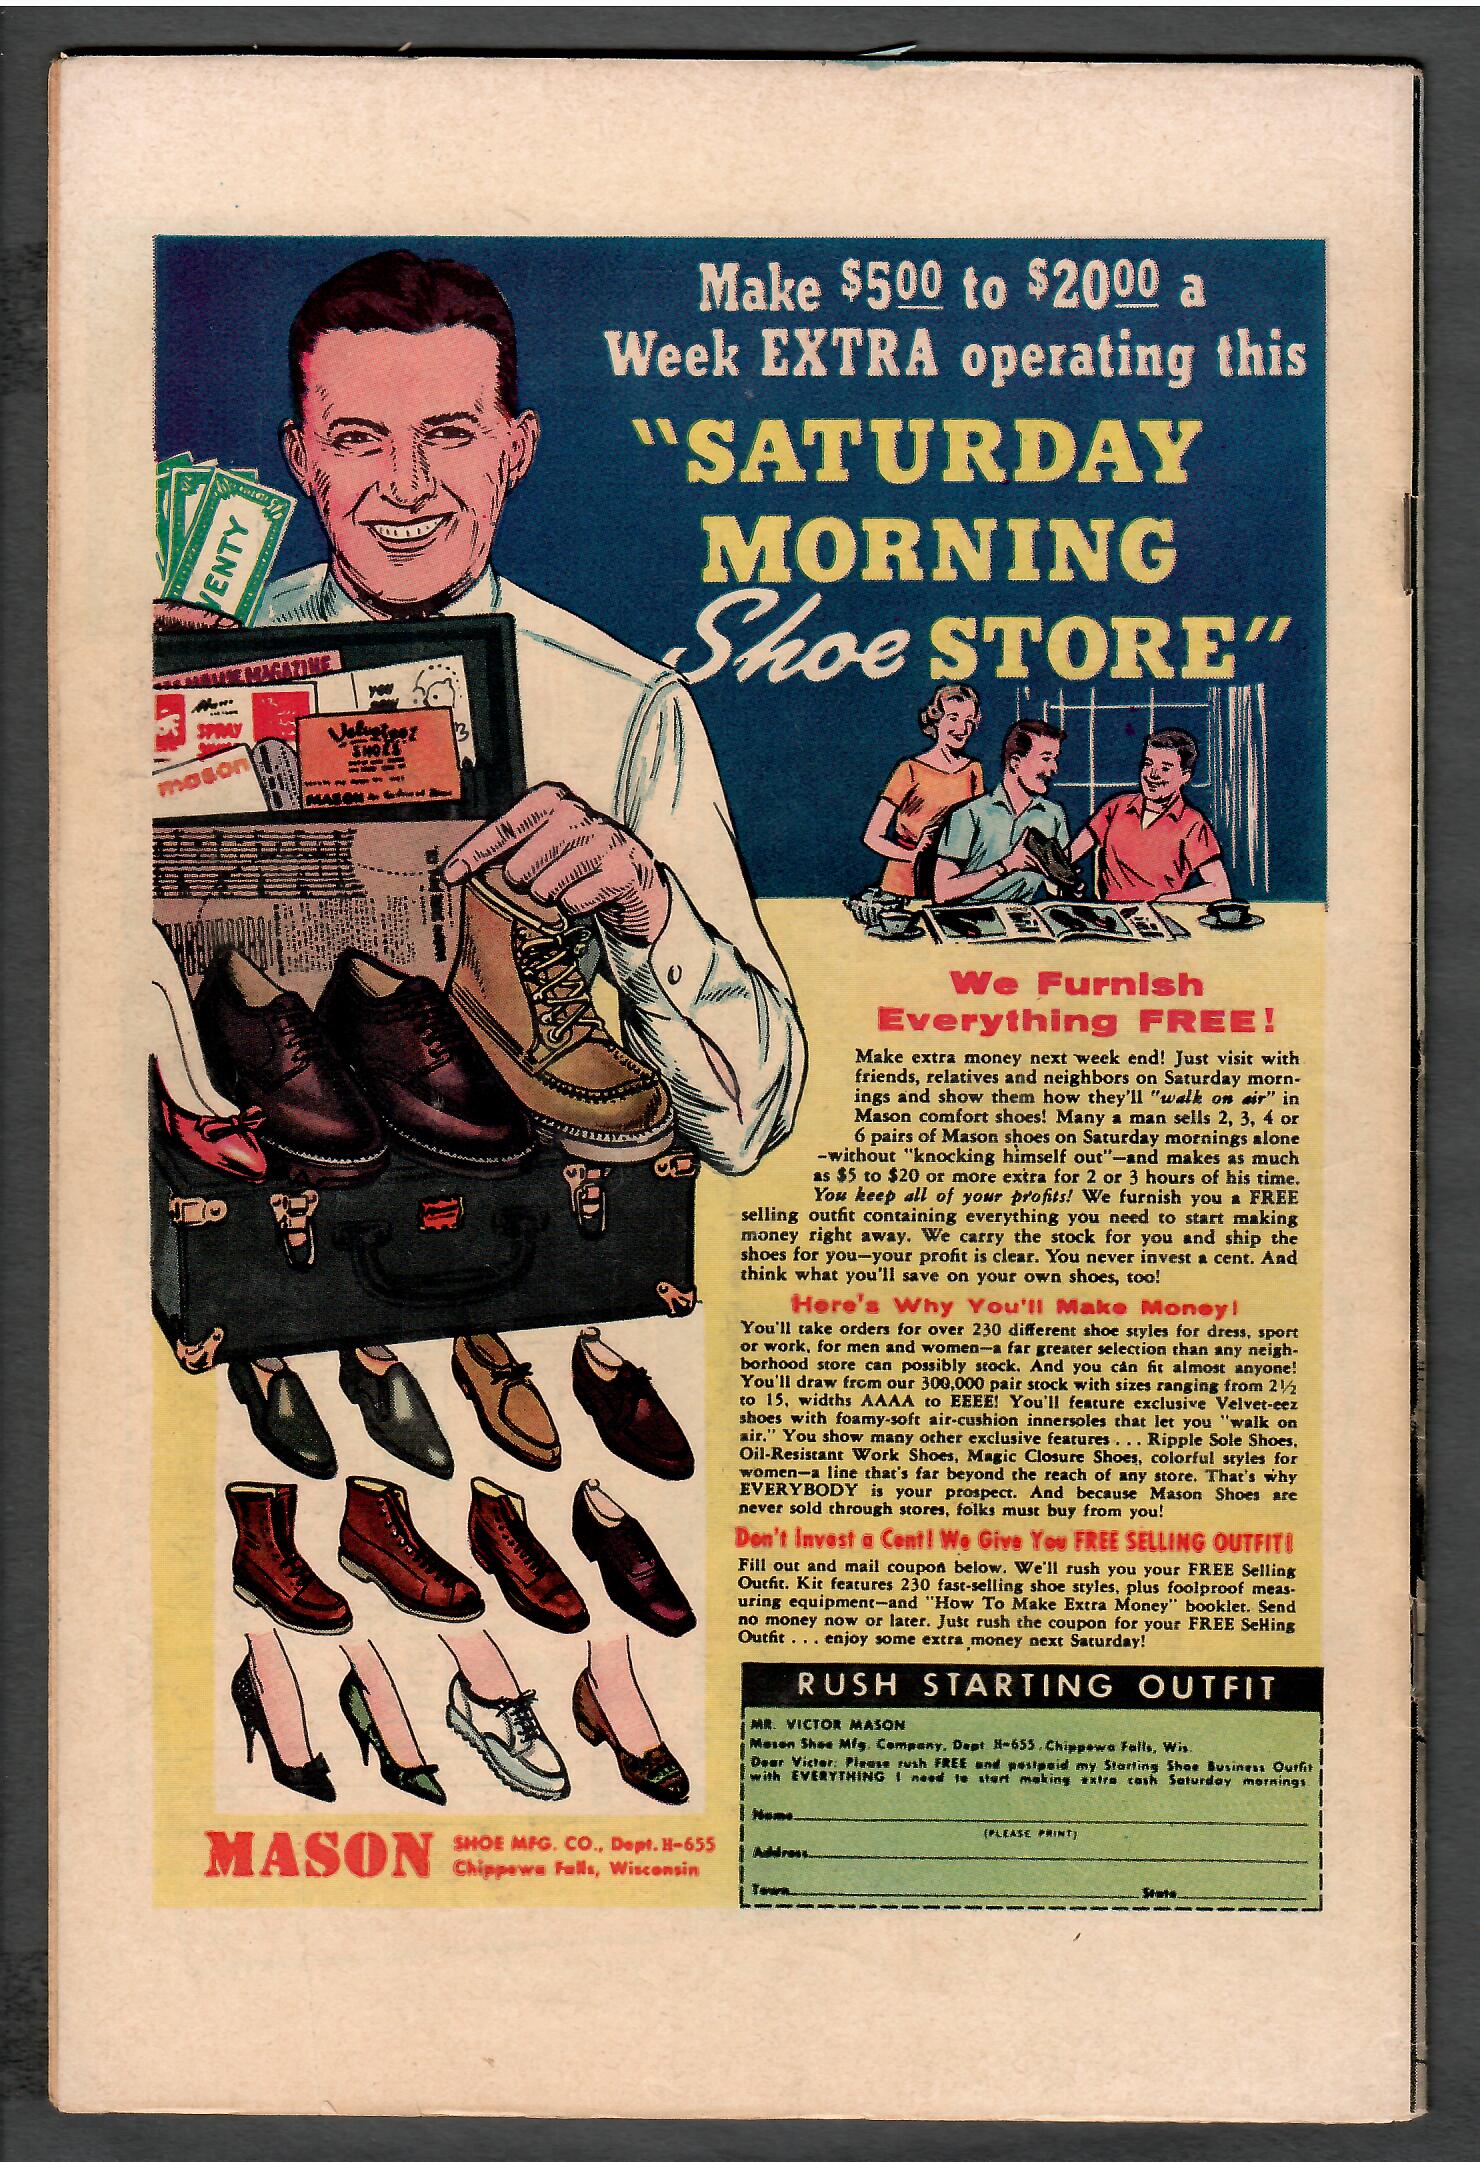 Make $5.00 to $20.00 a
Week EXTRA operating this
"SATURDAY
MORNING
Shoe STORE"
VENTY
MAGAZINE
SPRAY
YOU
mason
Velveteez
SHOES
MASON
We Furnish
Everything FREE!
Make extra money next week end! Just visit with
friends, relatives and neighbors on Saturday morn-
ings and show them how they'll "walk on air" in
Mason comfort shoes! Many a man sells 2, 3, 4 or
6 pairs of Mason shoes on Saturday mornings alone
-without "knocking himself out"-and makes as much
as $5 to $20 or more extra for 2 or 3 hours of his time.
You keep all of your profits! We furnish you a FREE
selling outfit containing everything you need to start making
money right away. We carry the stock for you and ship the
shoes for you-your profit is clear. You never invest a cent. And
think what you'll save on your own shoes, too!
Here's Why You'll Make Money!
You'll take orders for over 230 different shoe styles for dress, sport
or work, for men and women-a far greater selection than any neigh-
borhood store can possibly stock. And you can fit almost anyone!
You'll draw from our 300,000 pair stock with sizes ranging from 2½
to 15, widths AAAA to EEEE! You'll feature exclusive Velvet-eez
shoes with foamy-soft air-cushion innersoles that let you "walk on
air." You show many other exclusive features . . . Ripple Sole Shoes,
Oil-Resistant Work Shoes, Magic Closure Shoes, colorful styles for
women-a line that's far beyond the reach of any store. That's why
EVERYBODY is your prospect. And because Mason Shoes are
never sold through stores, folks must buy from you!
Don't Invest a Cent! We Give You FREE SELLING OUTFIT!
Fill out and mail coupon below. We'll rush you your FREE Selling
Outfit. Kit features 230 fast-selling shoe styles, plus foolproof meas-
uring equipment-and "How To Make Extra Money" booklet. Send
no money now or later. Just rush the coupon for your FREE Selling
Outfit . . . enjoy some extra money next Saturday!
RUSH STARTING OUTFIT
MR. VICTOR MASON
Mason Shoe Mfg. Company, Dept H-655, Chippewa Falls, Wis.
Dear Victor: Please rush FREE and postpaid my Starting Shoe Business Outfit
with EVERYTHING I need to start making extra cash Saturday mornings
Name
(PLEASE PRINT)
Address
Town State
MASON SHOE MFG. CO., Dept. H-655
Chippewa Falls, Wisconsin